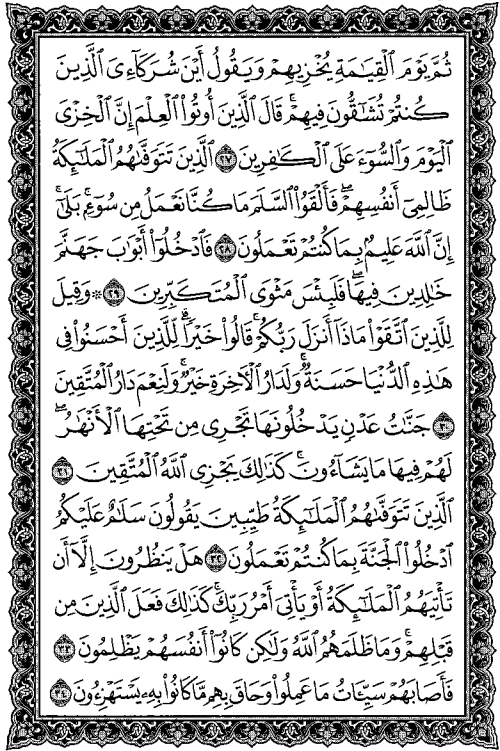 ثُمَّ يَوْمَ ٱلْقِيَٰمَةِ يُخْزِيهِمْ وَيَقُولُ أَيْنَ شُرَكَآءِىَ ٱلَّذِينَ
كُنتُمْ تُشَٰٓقُّونَ فِيهِمْ ۚ قَالَ ٱلَّذِينَ أُوتُوا۟ ٱلْعِلْمَ إِنَّ ٱلْخِزْىَ
ٱلْيَوْمَ وَٱلسُّوٓءَ عَلَى ٱلْكَٰفِرِينَ ۝٢٧ ٱلَّذِينَ تَتَوَفَّىٰهُمُ ٱلْمَلَٰٓئِكَةُ
ظَالِمِىٓ أَنفُسِهِمْ ۖ فَأَلْقَوُا۟ ٱلسَّلَمَ مَا كُنَّا نَعْمَلُ مِن سُوٓءٍۭ ۚ بَلَىٰٓ ۚ
إِنَّ ٱللَّهَ عَلِيمٌۢ بِمَا كُنتُمْ تَعْمَلُونَ ۝٢٨ فَٱدْخُلُوٓا۟ أَبْوَٰبَ جَهَنَّمَ
خَٰلِدِينَ فِيهَا ۖ فَلَبِئْسَ مَثْوَى ٱلْمُتَكَبِّرِينَ ۝٢٩ ۞ وَقِيلَ
لِلَّذِينَ ٱتَّقَوْا۟ مَاذَآ أَنزَلَ رَبُّكُمْ ۚ قَالُوا۟ خَيْرًا ۗ لِّلَّذِينَ أَحْسَنُوا۟ فِى
هَٰذِهِ ٱلدُّنْيَا حَسَنَةٌ ۚ وَلَدَارُ ٱلْءَاخِرَةِ خَيْرٌ ۚ وَلَنِعْمَ دَارُ ٱلْمُتَّقِينَ
۝٣٠ جَنَّٰتُ عَدْنٍ يَدْخُلُونَهَا تَجْرِى مِن تَحْتِهَا ٱلْأَنْهَٰرُ ۖ
لَهُمْ فِيهَا مَا يَشَآءُونَ ۚ كَذَٰلِكَ يَجْزِى ٱللَّهُ ٱلْمُتَّقِينَ ۝٣١
ٱلَّذِينَ تَتَوَفَّىٰهُمُ ٱلْمَلَٰٓئِكَةُ طَيِّبِينَ يَقُولُونَ سَلَٰمٌ عَلَيْكُمُ
ٱدْخُلُوا۟ ٱلْجَنَّةَ بِمَا كُنتُمْ تَعْمَلُونَ ۝٣٢ هَلْ يَنظُرُونَ إِلَّآ أَن
تَأْتِيَهُمُ ٱلْمَلَٰٓئِكَةُ أَوْ يَأْتِىَ أَمْرُ رَبِّكَ ۚ كَذَٰلِكَ فَعَلَ ٱلَّذِينَ مِن
قَبْلِهِمْ ۚ وَمَا ظَلَمَهُمُ ٱللَّهُ وَلَٰكِن كَانُوٓا۟ أَنفُسَهُمْ يَظْلِمُونَ ۝٣٣
فَأَصَابَهُمْ سَيِّـَٔاتُ مَا عَمِلُوا۟ وَحَاقَ بِهِم مَّا كَانُوا۟ بِهِۦ يَسْتَهْزِءُونَ ۝٣٤